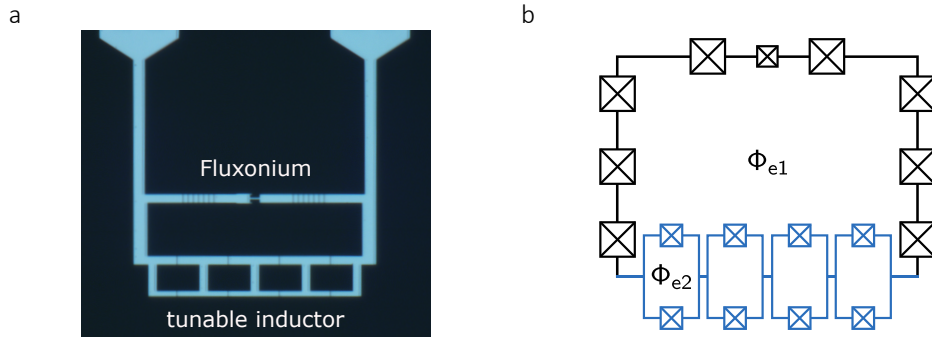 a
b
Fluxonium
tunable inductor
Φe1
Φe2